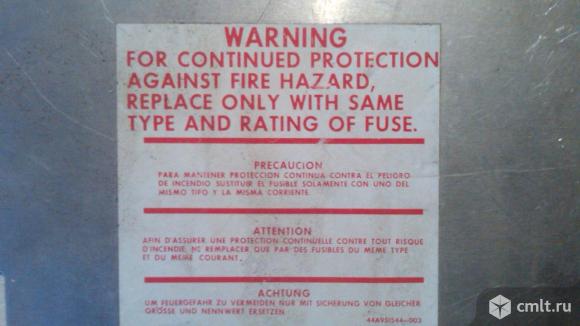 WARNING
FOR CONTINUED PROTECTION
AGAINST FIRE HAZARD,
REPLACE ONLY WITH SAME
TYPE AND RATING OF FUSE.
PRECAUCION
PARA MANTENER PROTECCION CONTINUA CONTRA EL PELIGRO
DE INCENDIO SUSTITUIR EL FUSIBLE SOLAMENTE CON UNO DEL
MISMO TIPO Y LA MISMA CORRIENTE.
ATTENTION
AFIN D'ASSURER UNE PROTECTION CONTINUELLE CONTRE TOUT RISQUE
D'INCENDIE, NE REMPLACER QUE PAR DES FUSIBLES DU MEME TYPE
ET DU MEME COURANT.
ACHTUNG
UM FEUERGEFAHR ZU VERMEIDEN NUR MIT SICHERUNG VON GLEICHER
GRÖSSE UND NENNWERT ERSETZEN
44A951544-003
cmlt.ru